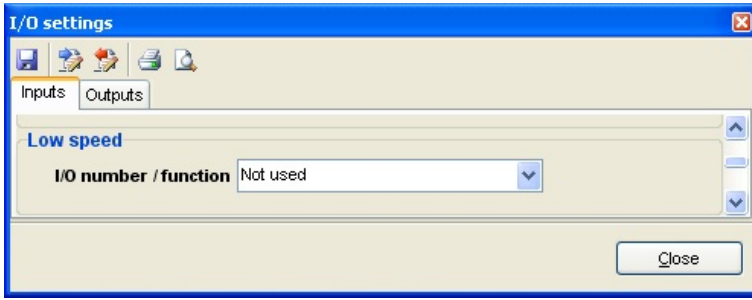 I/O settings
Inputs Outputs
Low speed
I/O number / function Not used
Close